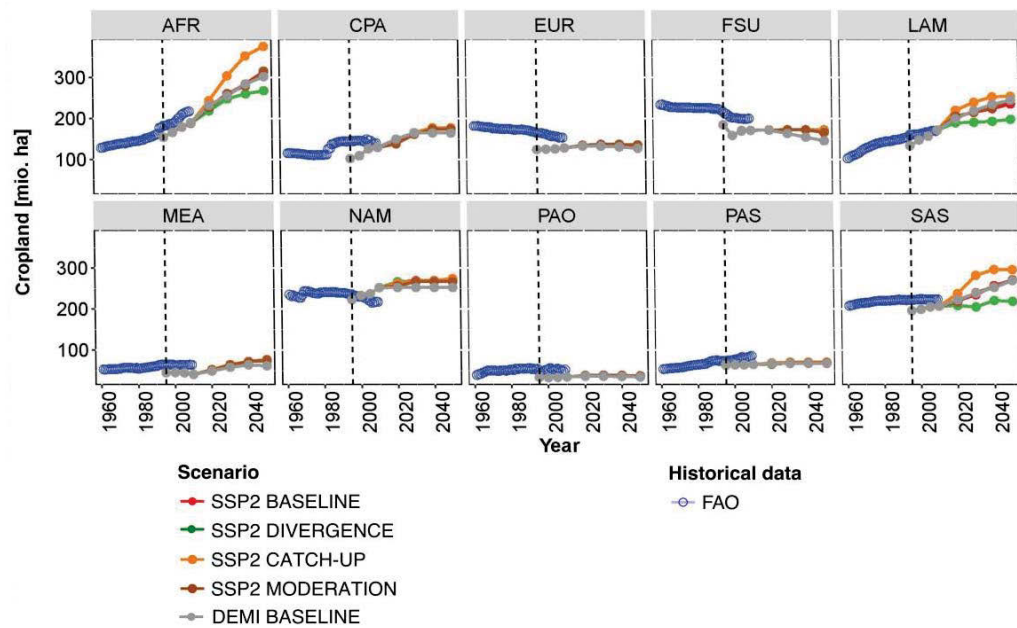 AFR CPA EUR FSU LAM
300
200
100
MEA NAM PAO PAS SAS
300
200
100
Cropland [mio. ha]
1960 1980 2000 2020 2040 1960 1980 2000 2020 2040 1960 1980 2000 2020 2040 1960 1980 2000 2020 2040 1960 1980 2000 2020 2040
Year
Scenario
SSP2 BASELINE
SSP2 DIVERGENCE
SSP2 CATCH-UP
SSP2 MODERATION
DEMI BASELINE
Historical data
FAO